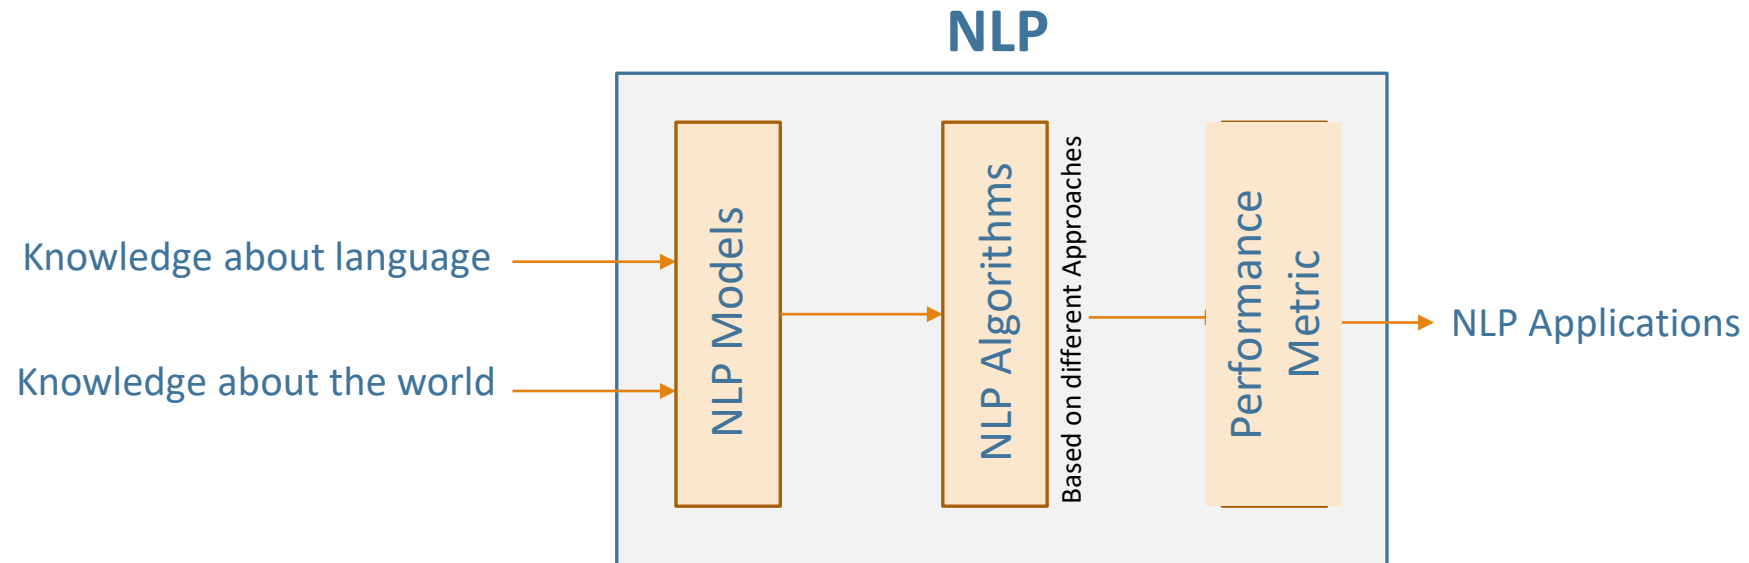 NLP
Knowledge about language
Knowledge about the world
NLP Models
NLP Algorithms
Based on different Approaches
Performance
Metric
NLP Applications